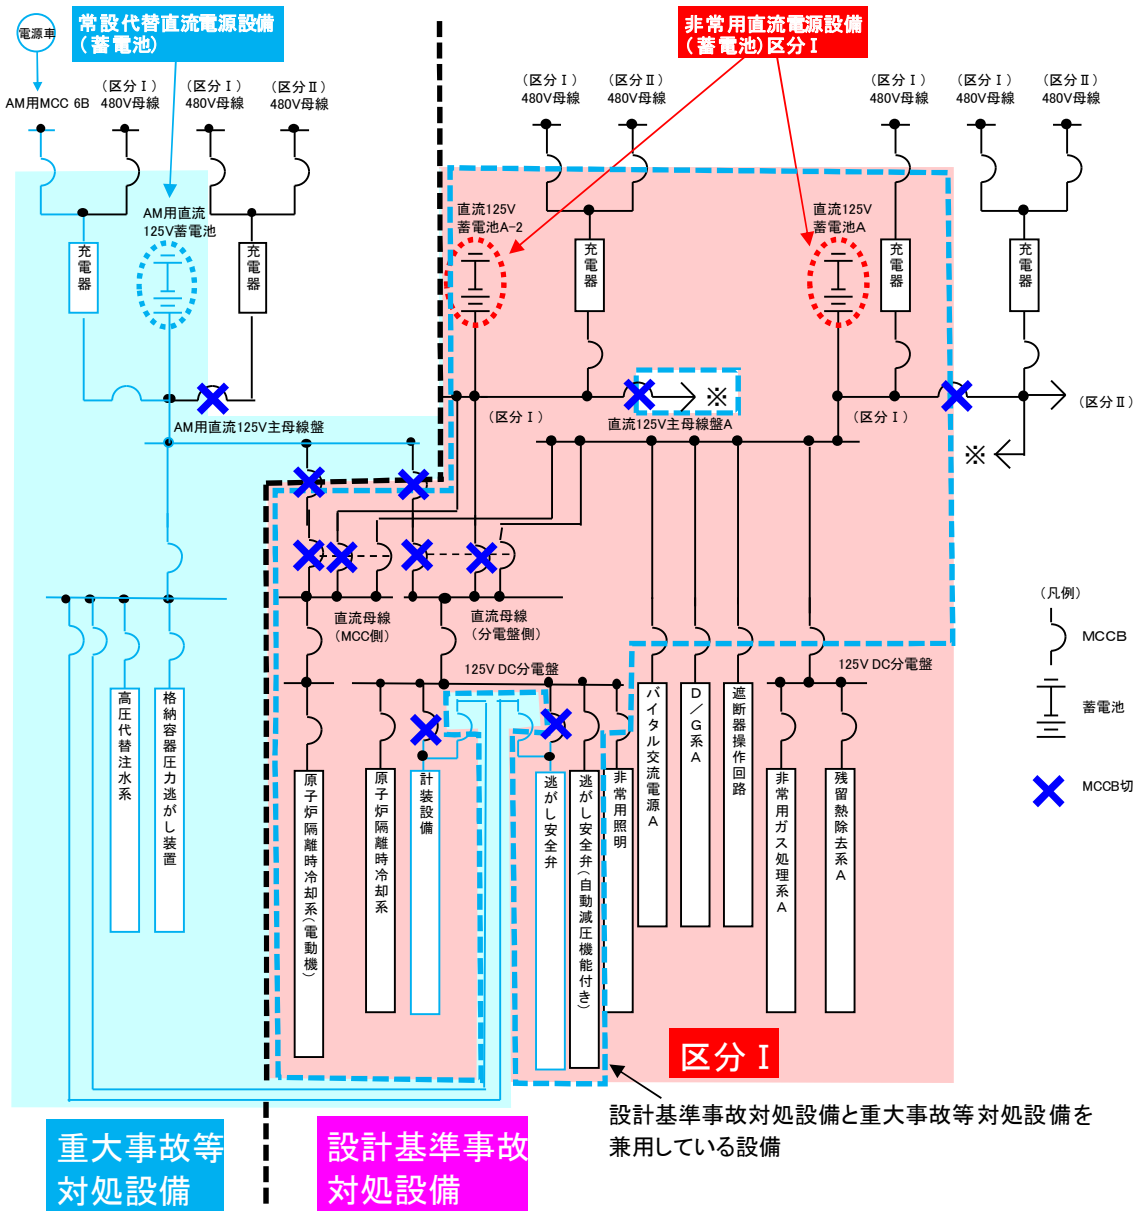 電源車
常設代替直流電源設備
(蓄電池)
非常用直流電源設備
(蓄電池)区分Ⅰ
AM用MCC 6B
(区分Ⅰ)
480V母線
(区分Ⅰ)
480V母線
(区分Ⅱ)
480V母線
(区分Ⅰ)
480V母線
(区分Ⅱ)
480V母線
(区分Ⅰ)
480V母線
(区分Ⅰ)
480V母線
(区分Ⅱ)
480V母線
AM用直流
125V蓄電池
直流125V
蓄電池A-2
直流125V
蓄電池A
充電器
充電器
充電器
充電器
充電器
※
(区分Ⅰ)
(区分Ⅰ)
(区分Ⅱ)
AM用直流125V主母線盤
直流125V主母線盤A
※
直流母線
(MCC側)
直流母線
(分電盤側)
125V DC分電盤
125V DC分電盤
高圧代替注水系
格納容器圧力逃がし装置
原子炉隔離時冷却系(電動機)
原子炉隔離時冷却系
計装設備
逃がし安全弁
逃がし安全弁(自動減圧機能付き)
非常用照明
バイタル交流電源A
D/G系A
遮断器操作回路
非常用ガス処理系A
残留熱除去系A
(凡例)
MCCB
蓄電池
MCCB切
区分Ⅰ
設計基準事故対処設備と重大事故等対処設備を
兼用している設備
重大事故等
対処設備
設計基準事故
対処設備